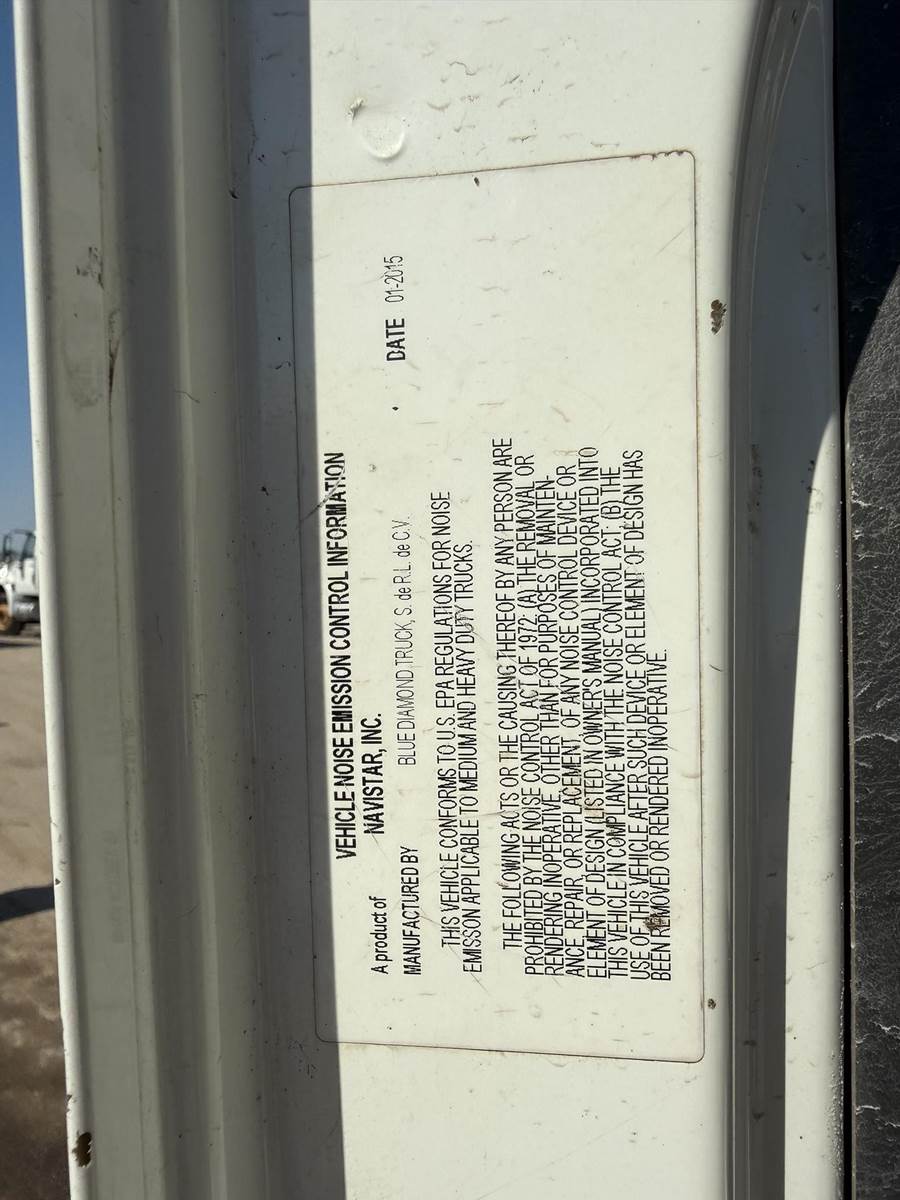 VEHICLE NOISE EMISSION CONTROL INFORMATION
A product of NAVISTAR, INC.
MANUFACTURED BY BLUE DIAMOND TRUCK, S. de R.L. de C.V. DATE 01-2015
THIS VEHICLE CONFORMS TO U.S. EPA REGULATIONS FOR NOISE
EMISSON APPLICABLE TO MEDIUM AND HEAVY DUTY TRUCKS.
THE FOLLOWING ACTS OR THE CAUSING THEREOF BY ANY PERSON ARE
PROHIBITED BY THE NOISE CONTROL ACT OF 1972. (A) THE REMOVAL OR
RENDERING INOPERATIVE, OTHER THAN FOR PURPOSES OF MAINTEN-
ANCE, REPAIR, OR REPLACEMENT, OF ANY NOISE CONTROL DEVICE OR
ELEMENT OF DESIGN (LISTED IN OWNER'S MANUAL) INCORPORATED INTO
THIS VEHICLE IN COMPLIANCE WITH THE NOISE CONTROL ACT; (B) THE
USE OF THIS VEHICLE AFTER SUCH DEVICE OR ELEMENT OF DESIGN HAS
BEEN REMOVED OR RENDERED INOPERATIVE.